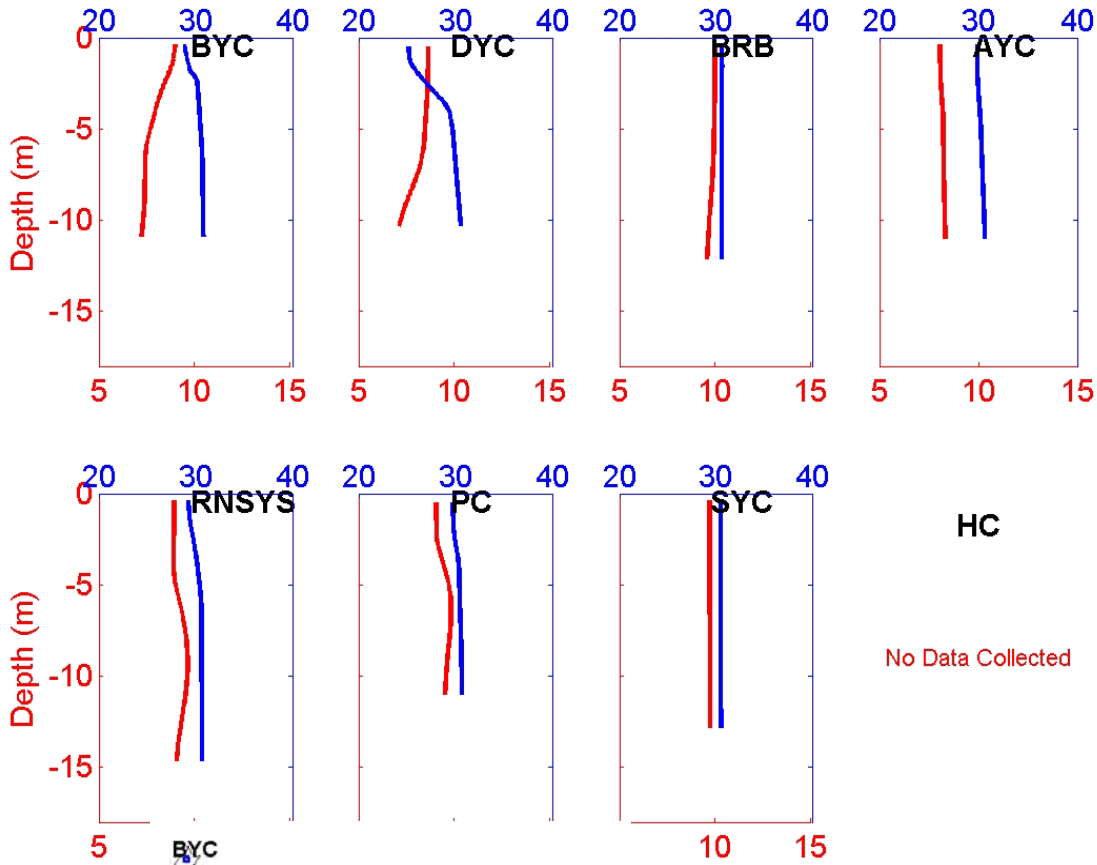 20 30 40 20 30 40 20 30 40 20 30 40
0 BYC DYC BRB AYC
-5
Depth (m)
-10
-15
5 10 15 5 10 15 5 10 15 5 10 15
20 30 40 20 30 40 20 30 40
0 RNSYS PC SYC
HC
-5
Depth (m)
No Data Collected
-10
-15
5 10 15
BYC